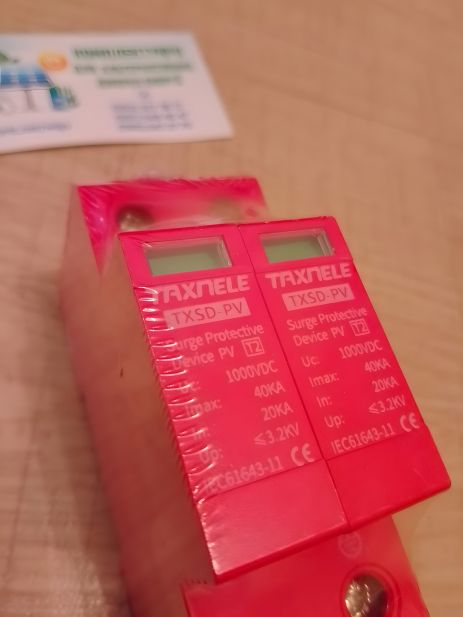 TAXNELE
TXSD-PV
Surge Protective
Device PV T2
Uc: 1000VDC
Imax: 40KA
In: 20KA
Up: ≤3.2KV
IEC61643-11 CE
TAXNELE
TXSD-PV
Surge Protective
Device PV T2
Uc: 1000VDC
Imax: 40KA
In: 20KA
Up: ≤3.2KV
IEC61643-11 CE